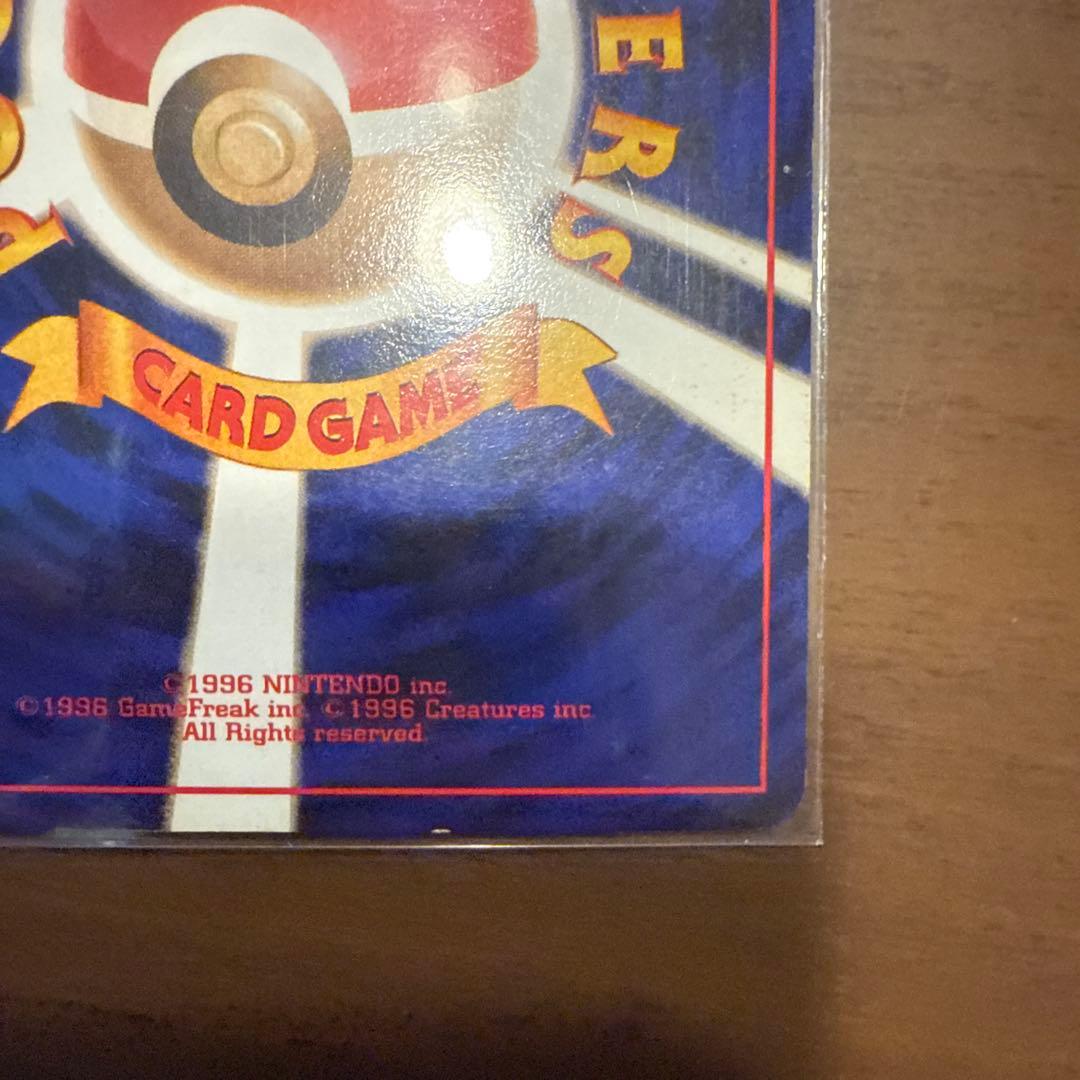 ERS
CARD GAME
©1996 NINTENDO inc.
©1996 GameFreak inc. ©1996 Creatures inc.
All Rights reserved.